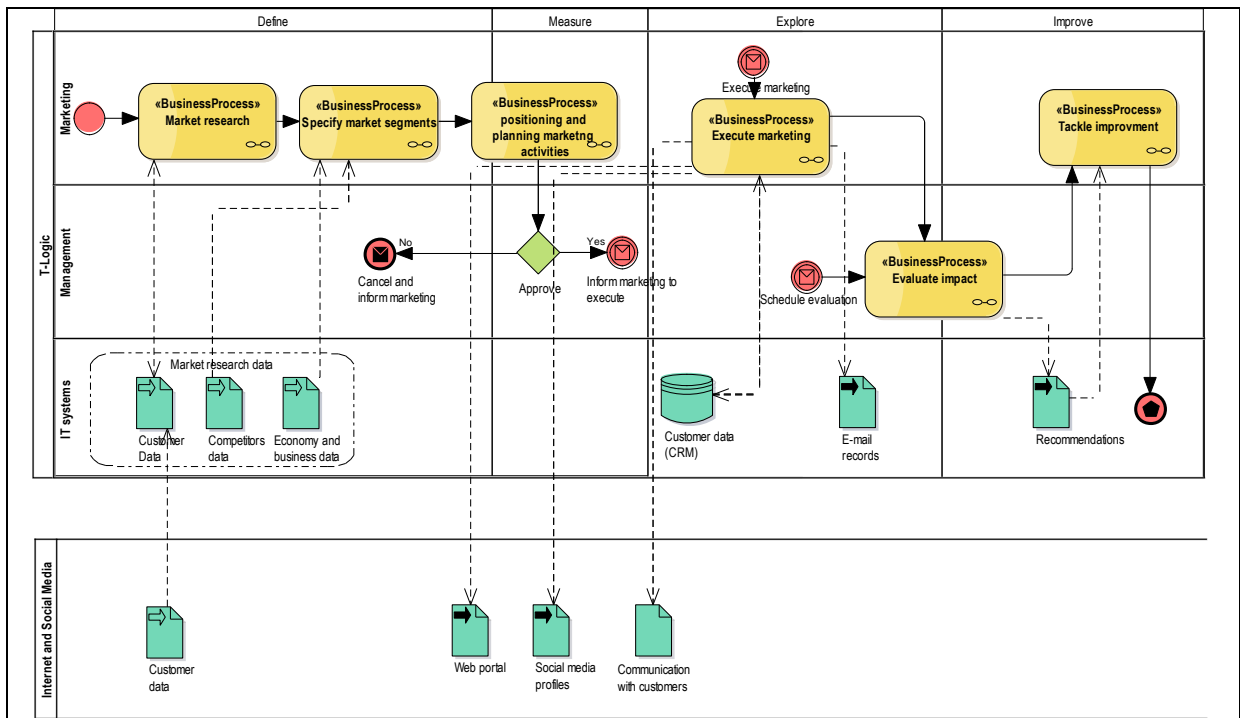 Define
Measure
Explore
Improve
T-Logic
Marketing
«BusinessProcess»
Market research
«BusinessProcess»
Specify market segments
«BusinessProcess»
positioning and
planning marketng
activities
Execute marketing
«BusinessProcess»
Execute marketing
«BusinessProcess»
Tackle improvment
Management
No
Cancel and
inform marketing
Approve
Yes
Inform marketing to
execute
Schedule evaluation
«BusinessProcess»
Evaluate impact
IT systems
Market research data
Customer
Data
Competitors
data
Economy and
business data
Customer data
(CRM)
E-mail
records
Recommendations
Internet and Social Media
Customer
data
Web portal
Social media
profiles
Communication
with customers